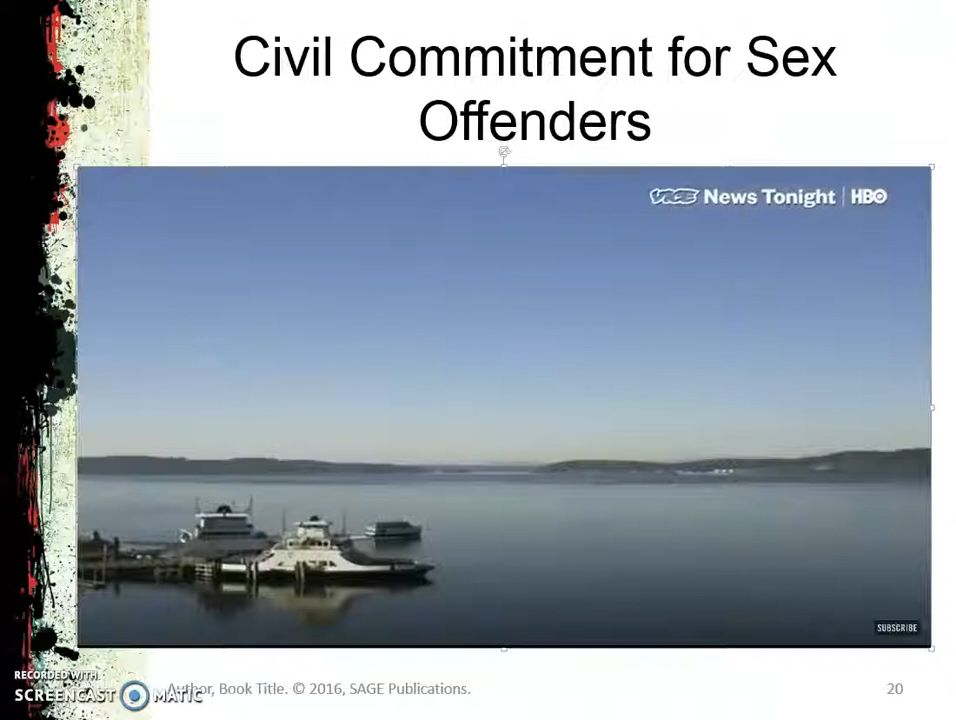 Civil Commitment for Sex
Offenders
VICE News Tonight | HBO
SUBSCRIBE
RECORDED WITH
SCREENCAST MATIC
Author, Book Title. © 2016, SAGE Publications.
20